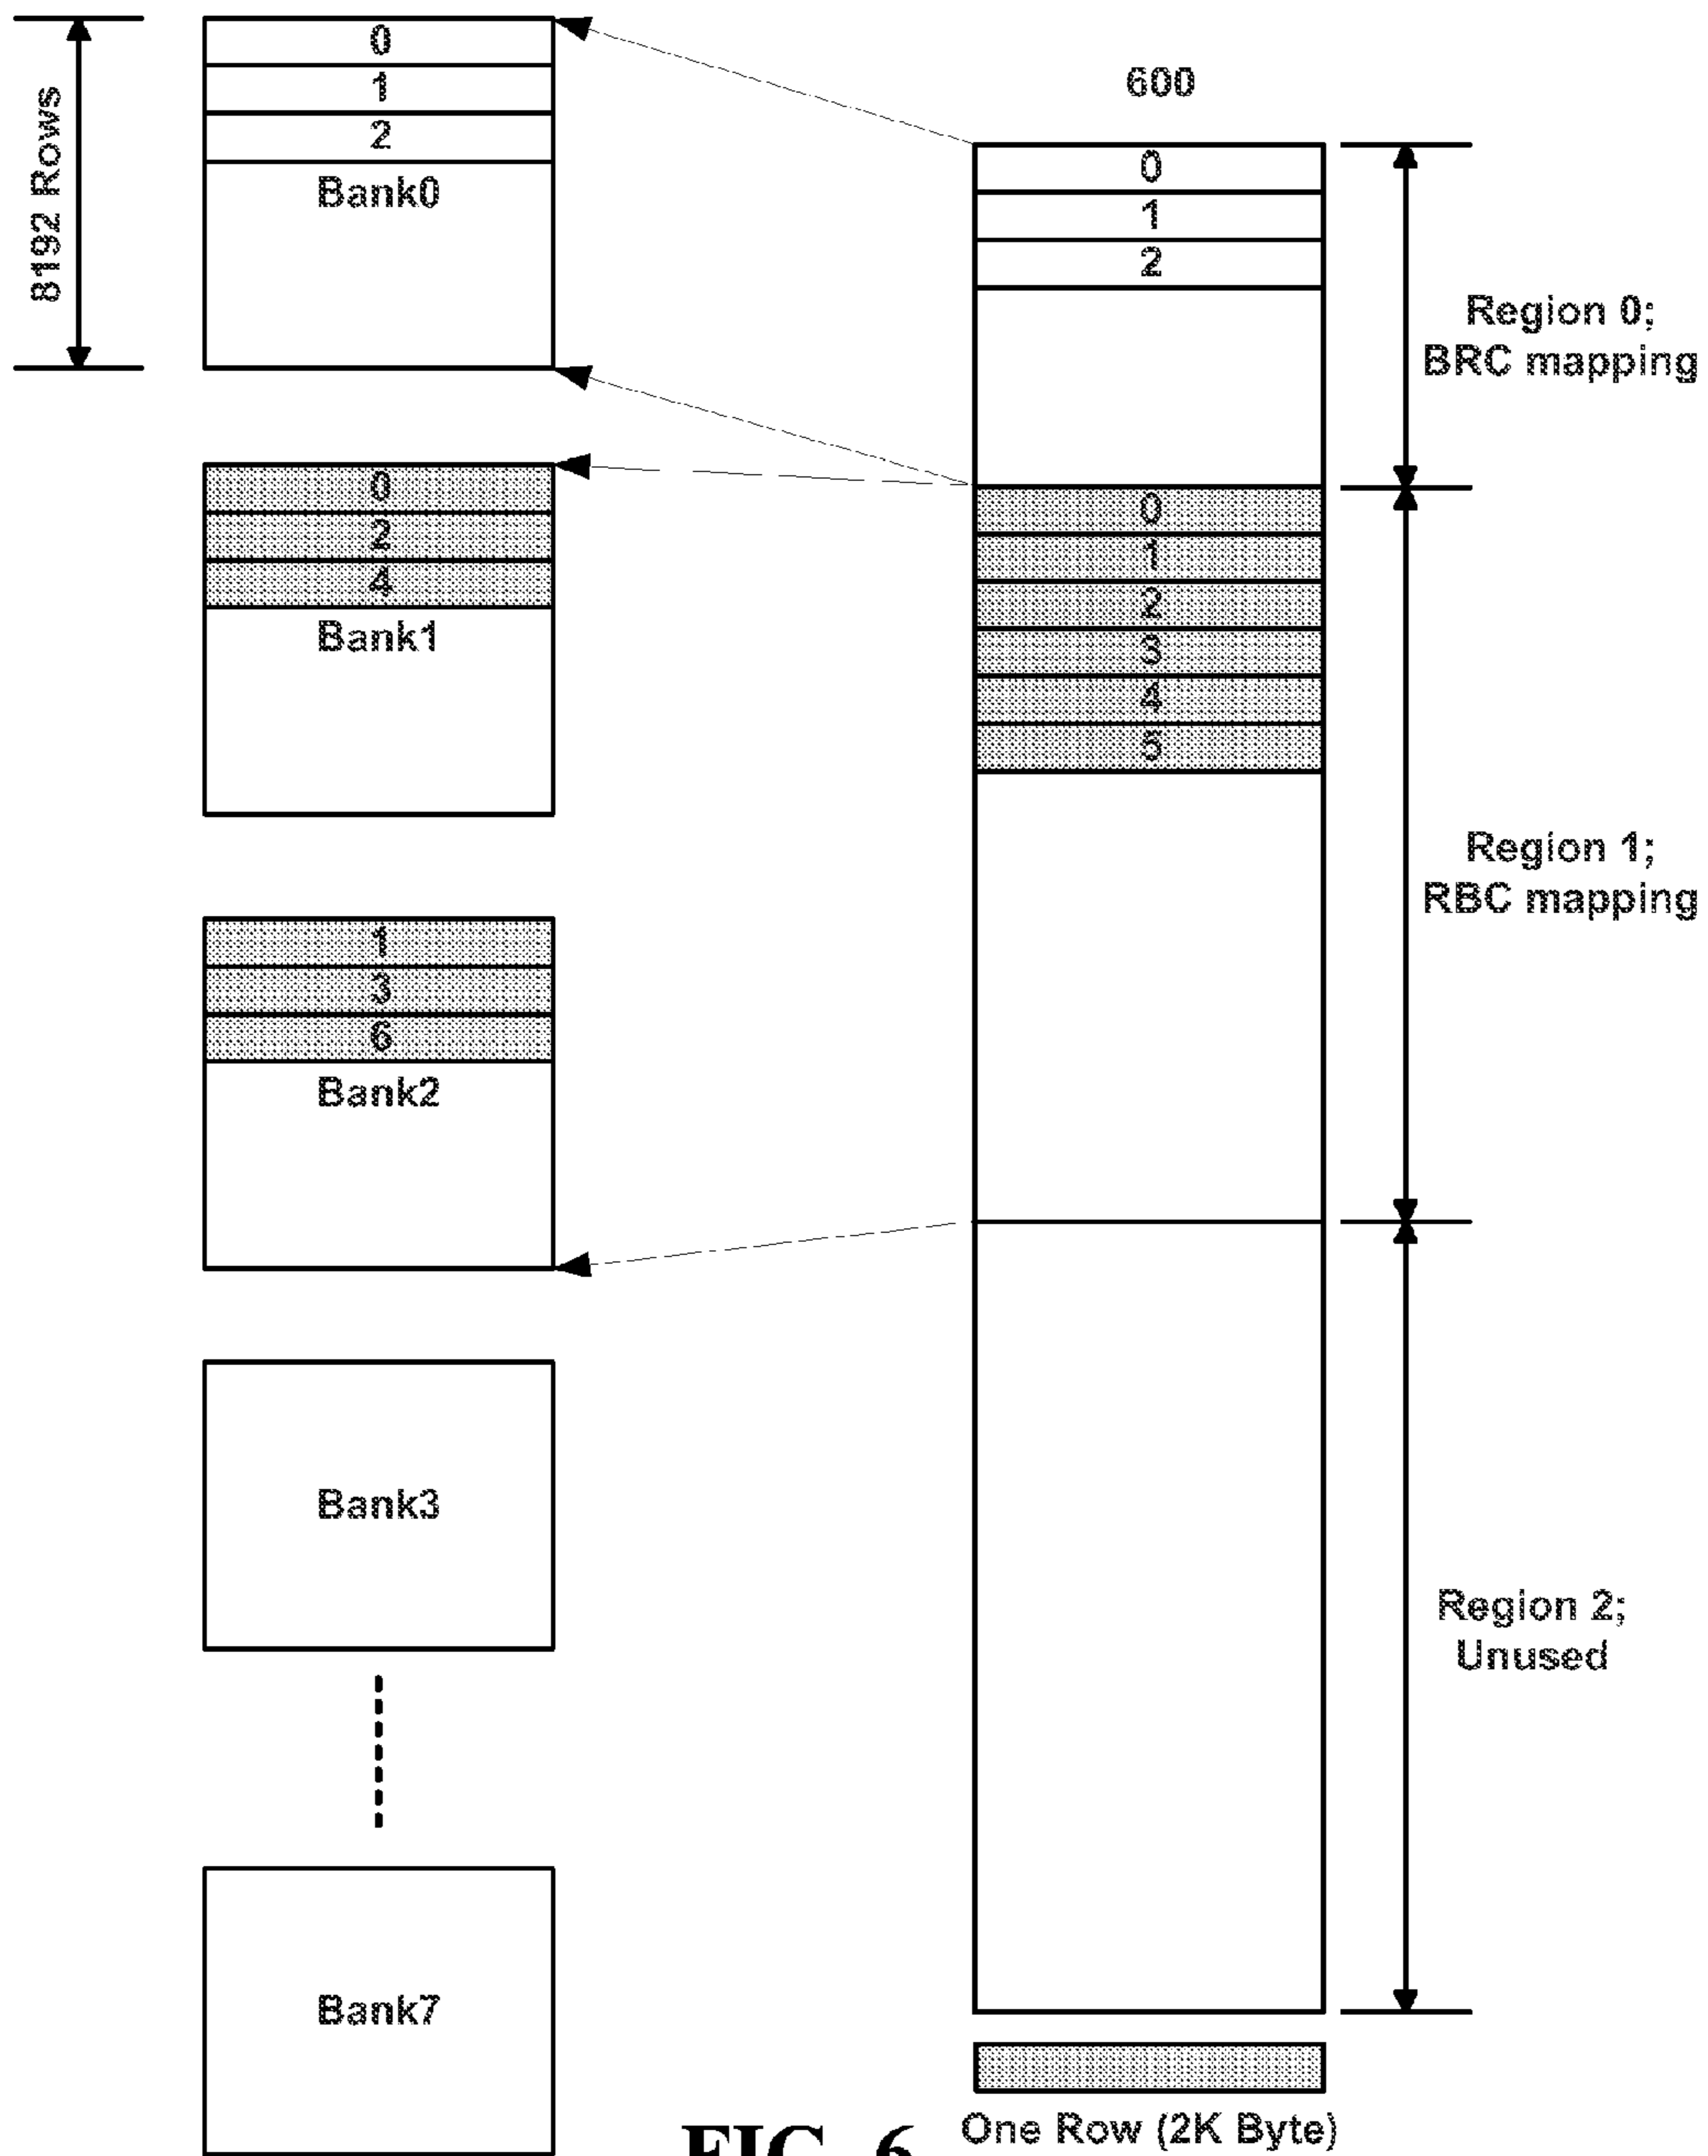 8192 Rows
0
1
2
Bank0
0
2
4
Bank1
1
3
6
Bank2
Bank3
Bank7
600
0
1
2
0
1
2
3
4
5
Region 0;
BRC mapping
Region 1;
RBC mapping
Region 2;
Unused
One Row (2K Byte)
FIG. 6